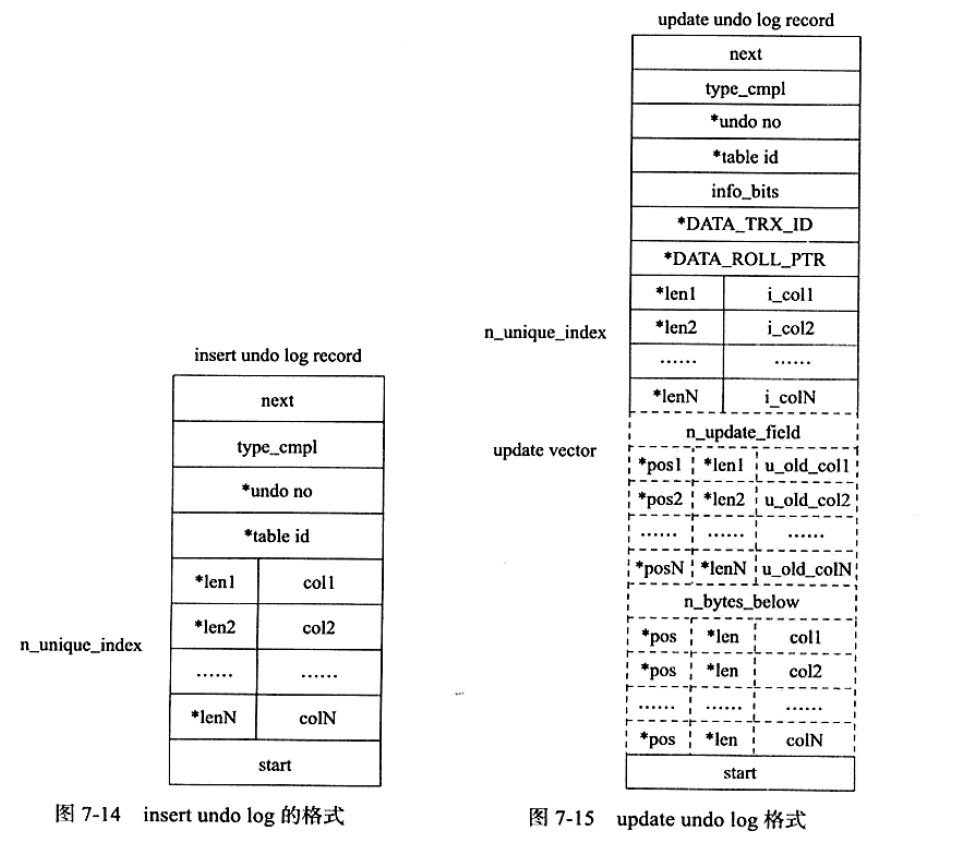 insert undo log record
next
type_cmpl
*undo no
*table id
*len1 col1
*len2 col2
n_unique_index
...... ......
*lenN colN
start
图 7-14 insert undo log 的格式
update undo log record
next
type_cmpl
*undo no
*table id
info_bits
*DATA_TRX_ID
*DATA_ROLL_PTR
*len1 i_col1
*len2 i_col2
n_unique_index
...... ......
*lenN i_colN
n_update_field
update vector
*pos1 *len1 u_old_col1
*pos2 *len2 u_old_col2
...... ...... ......
*posN *lenN u_old_colN
n_bytes_below
*pos *len col1
*pos *len col2
...... ...... ......
*pos *len colN
start
图 7-15 update undo log 格式